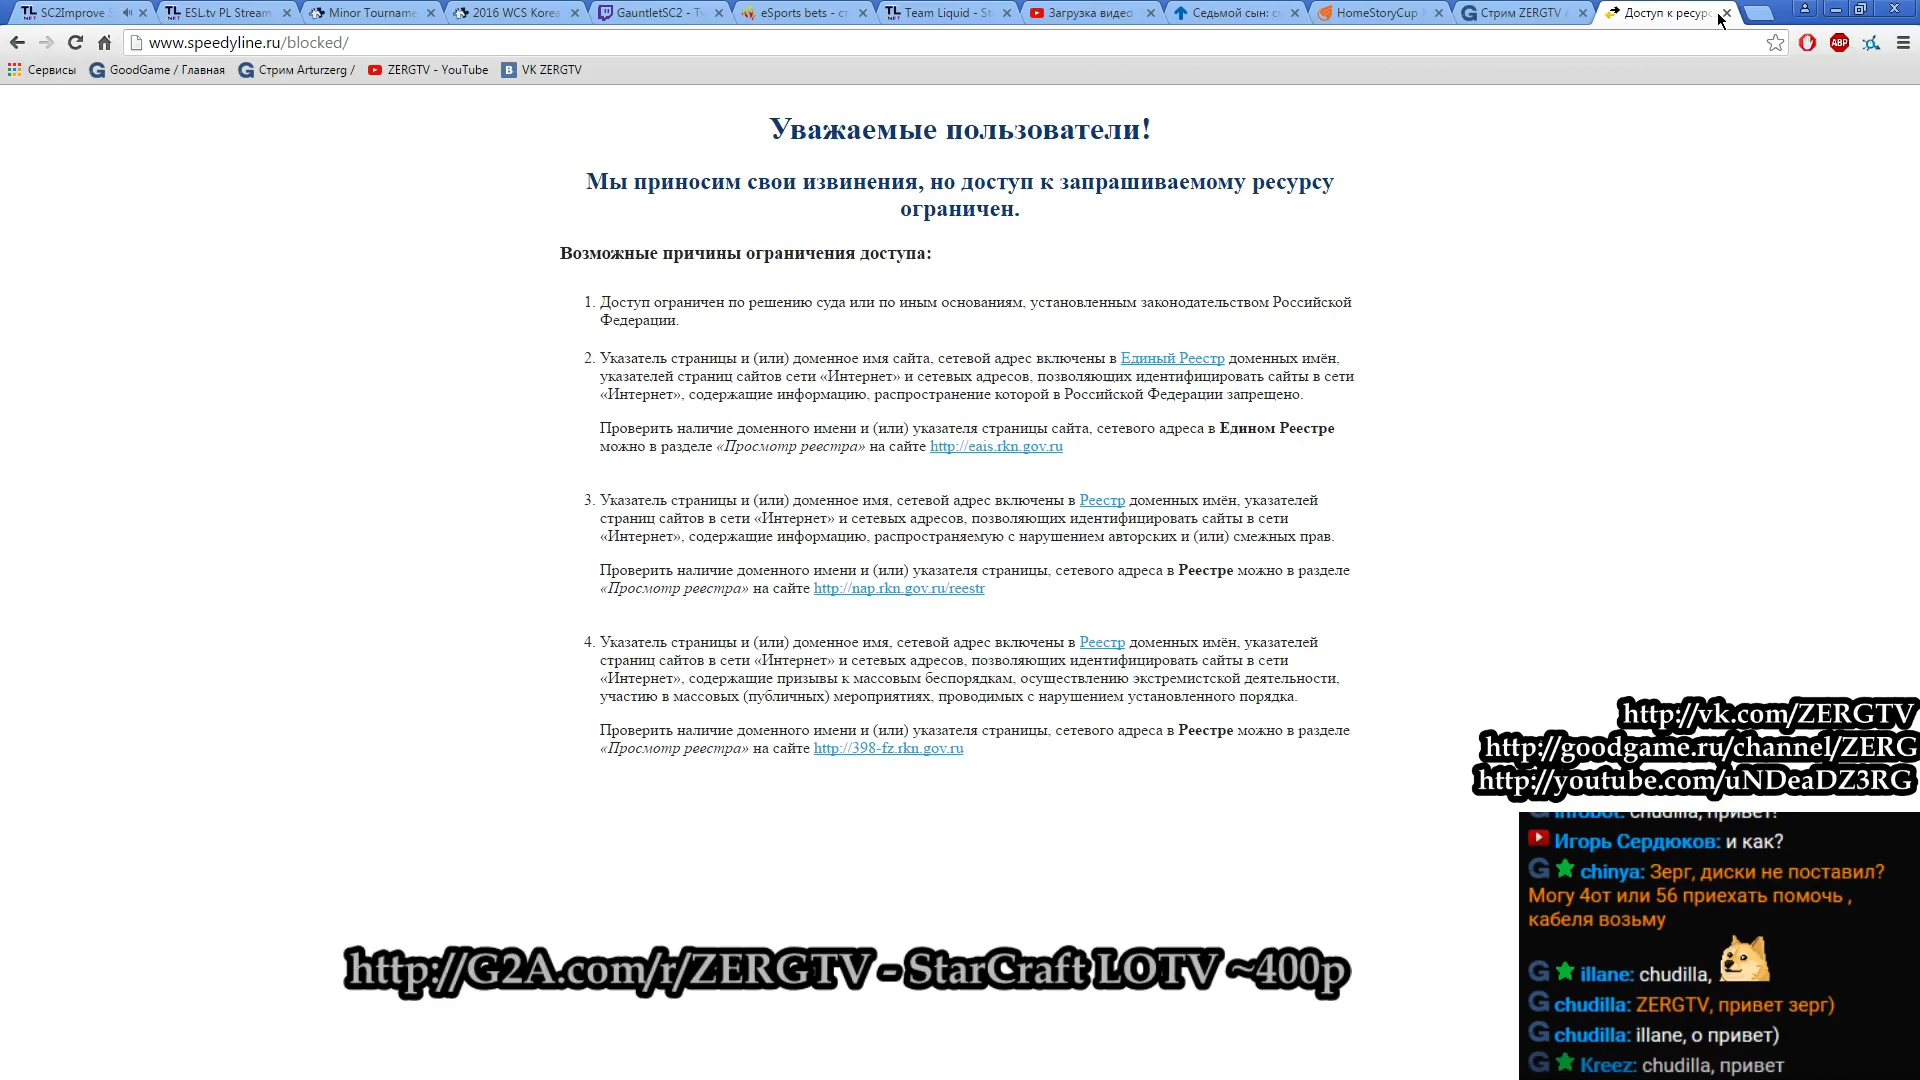 SC2Improve S
ESL.tv PL Stream
Minor Tourname
2016 WCS Korea
GauntletSC2 - Tw
eSports bets - ст
Team Liquid - St
Загрузка видео
Седьмой сын: с
HomeStoryCup
Стрим ZERGTV
Доступ к ресурс
www.speedyline.ru/blocked/
ABP
Сервисы
GoodGame / Главная
Стрим Arturzerg /
ZERGTV - YouTube
VK ZERGTV
Уважаемые пользователи!
Мы приносим свои извинения, но доступ к запрашиваемому ресурсу
ограничен.
Возможные причины ограничения доступа:
1. Доступ ограничен по решению суда или по иным основаниям, установленным законодательством Российской
Федерации.
2. Указатель страницы и (или) доменное имя сайта, сетевой адрес включены в Единый Реестр доменных имён,
указателей страниц сайтов сети «Интернет» и сетевых адресов, позволяющих идентифицировать сайты в сети
«Интернет», содержащие информацию, распространение которой в Российской Федерации запрещено.
Проверить наличие доменного имени и (или) указателя страницы сайта, сетевого адреса в Едином Реестре
можно в разделе «Просмотр реестра» на сайте http://eais.rkn.gov.ru
3. Указатель страницы и (или) доменное имя, сетевой адрес включены в Реестр доменных имён, указателей
страниц сайтов в сети «Интернет» и сетевых адресов, позволяющих идентифицировать сайты в сети
«Интернет», содержащие информацию, распространяемую с нарушением авторских и (или) смежных прав.
Проверить наличие доменного имени и (или) указателя страницы, сетевого адреса в Реестре можно в разделе
«Просмотр реестра» на сайте http://nap.rkn.gov.ru/reestr
4. Указатель страницы и (или) доменное имя, сетевой адрес включены в Реестр доменных имён, указателей
страниц сайтов в сети «Интернет» и сетевых адресов, позволяющих идентифицировать сайты в сети
«Интернет», содержащие призывы к массовым беспорядкам, осуществлению экстремистской деятельности,
участию в массовых (публичных) мероприятиях, проводимых с нарушением установленного порядка.
Проверить наличие доменного имени и (или) указателя страницы, сетевого адреса в Реестре можно в разделе
«Просмотр реестра» на сайте http://398-fz.rkn.gov.ru
http://vk.com/ZERGTV
http://goodgame.ru/channel/ZERG
http://youtube.com/uNDeaDZ3RG
infobot: chudilla, привет!
Игорь Сердюков: и как?
chinya: Зерг, диски не поставил?
Могу 4от или 56 приехать помочь ,
кабеля возьму
illane: chudilla,
chudilla: ZERGTV, привет зерг)
chudilla: illane, о привет)
Kreez: chudilla, привет
http://G2A.com/r/ZERGTV - StarCraft LOTV ~400р